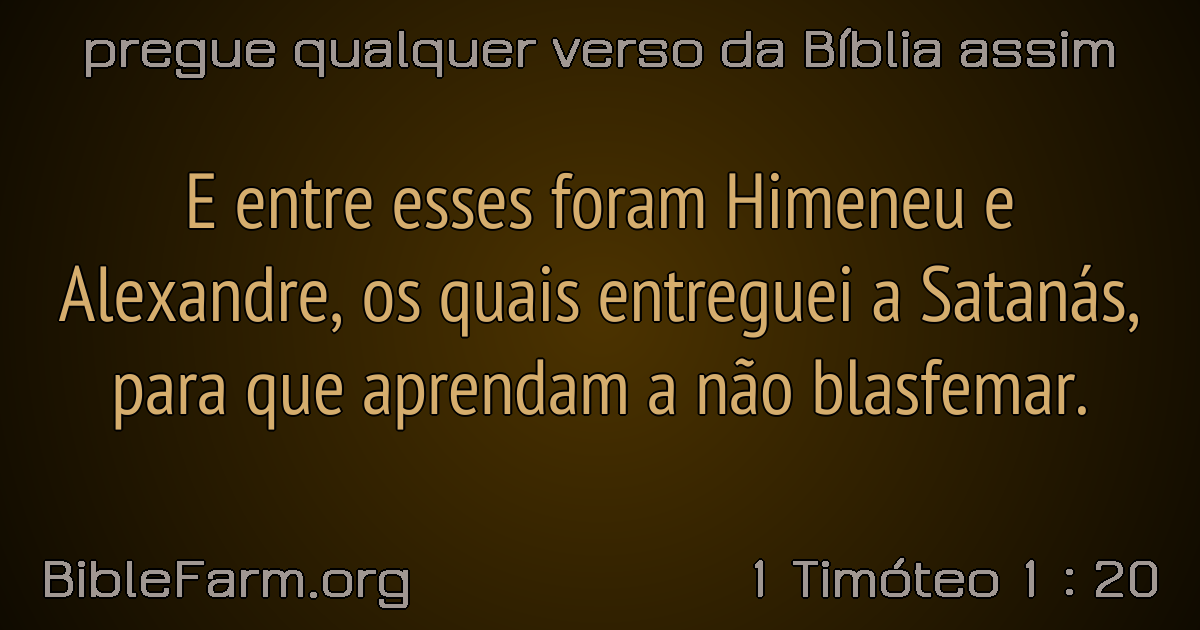 pregue qualquer verso da Bíblia assim
E entre esses foram Himeneu e
Alexandre, os quais entreguei a Satanás,
para que aprendam a não blasfemar.
BibleFarm.org
1 Timóteo 1 : 20